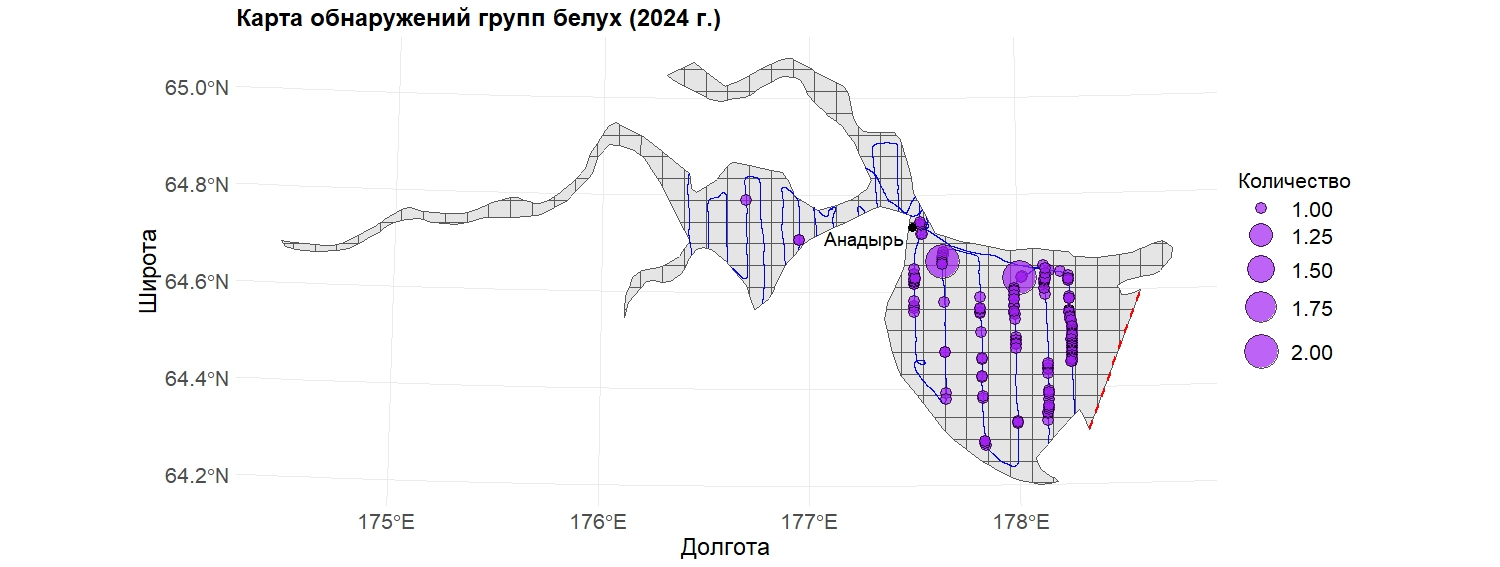 Карта обнаружений групп белух (2024 г.)
65.0°N
64.8°N
64.6°N
64.4°N
64.2°N
Широта
Анадырь
175°E
176°E
177°E
178°E
Долгота
Количество
1.00
1.25
1.50
1.75
2.00